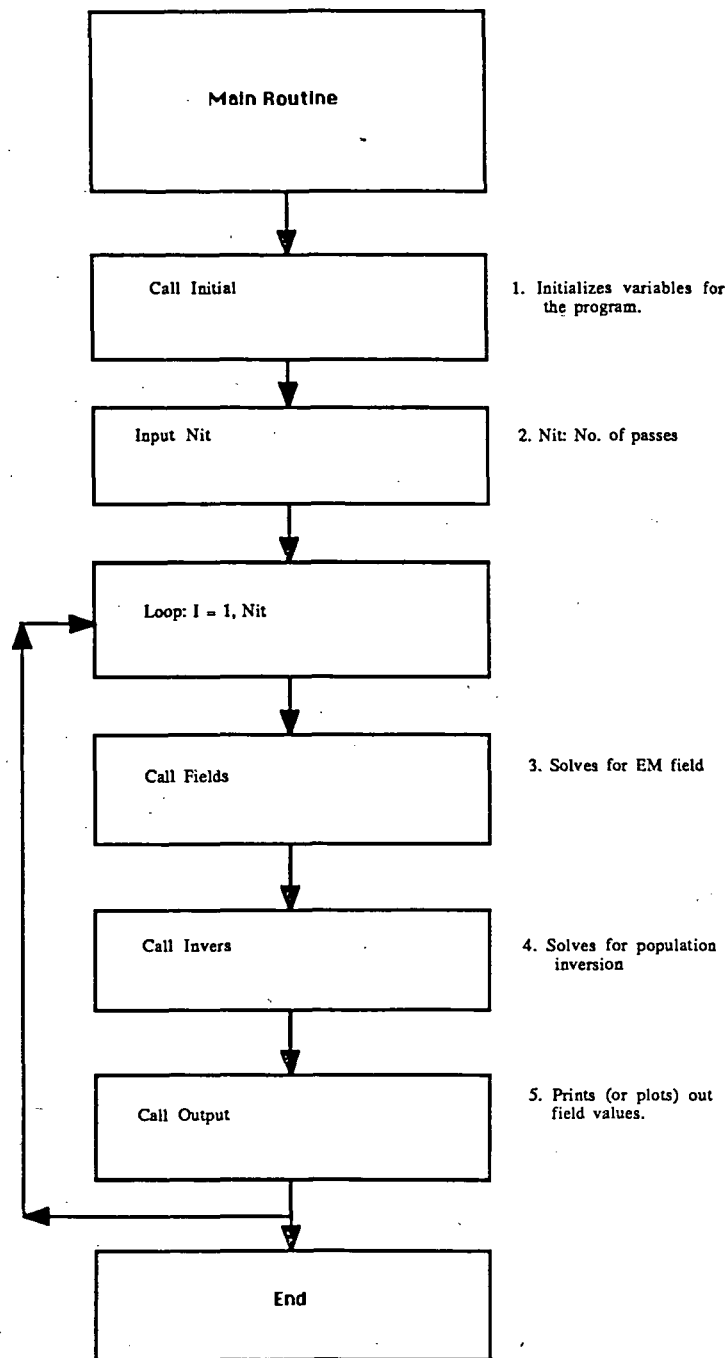 Main Routine
Call Initial
1. Initializes variables for
the program.
Input Nit
2. Nit: No. of passes
Loop: I = 1, Nit
Call Fields
3. Solves for EM field
Call Invers
4. Solves for population
inversion
Call Output
5. Prints (or plots) out
field values.
End